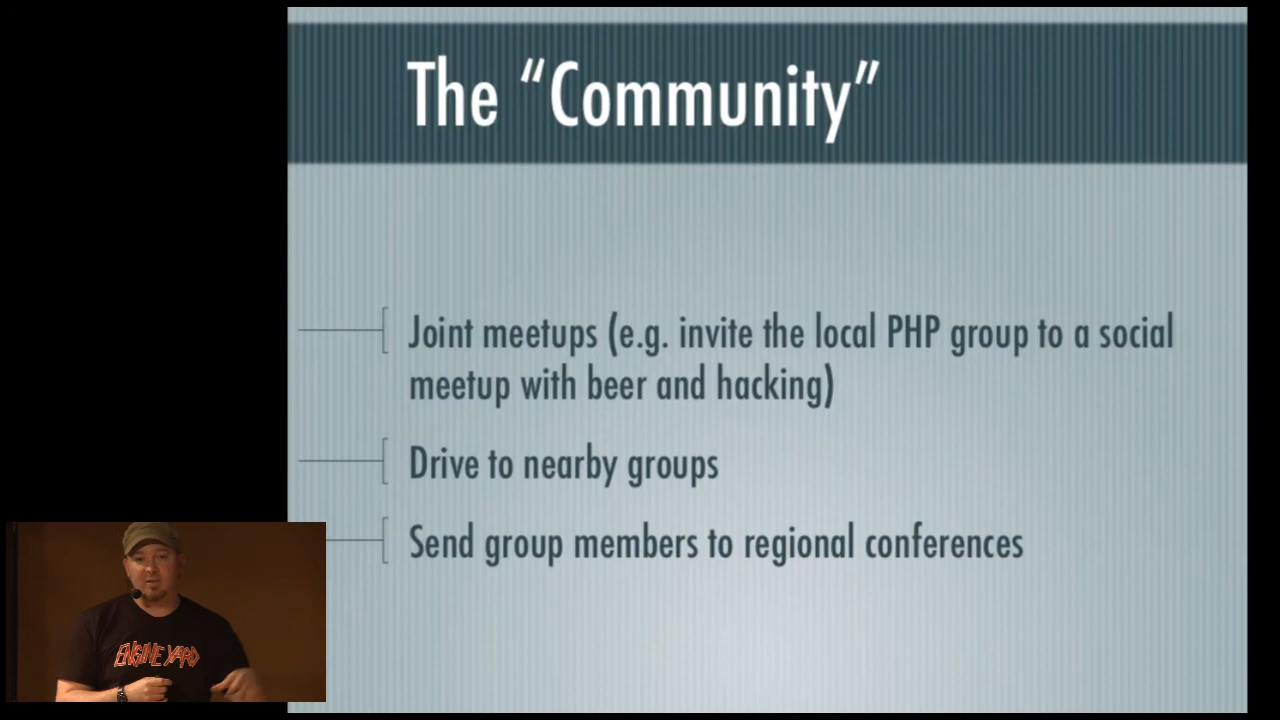 The “Community”
Joint meetups (e.g. invite the local PHP group to a social
meetup with beer and hacking)
Drive to nearby groups
Send group members to regional conferences
ENGINE YARD